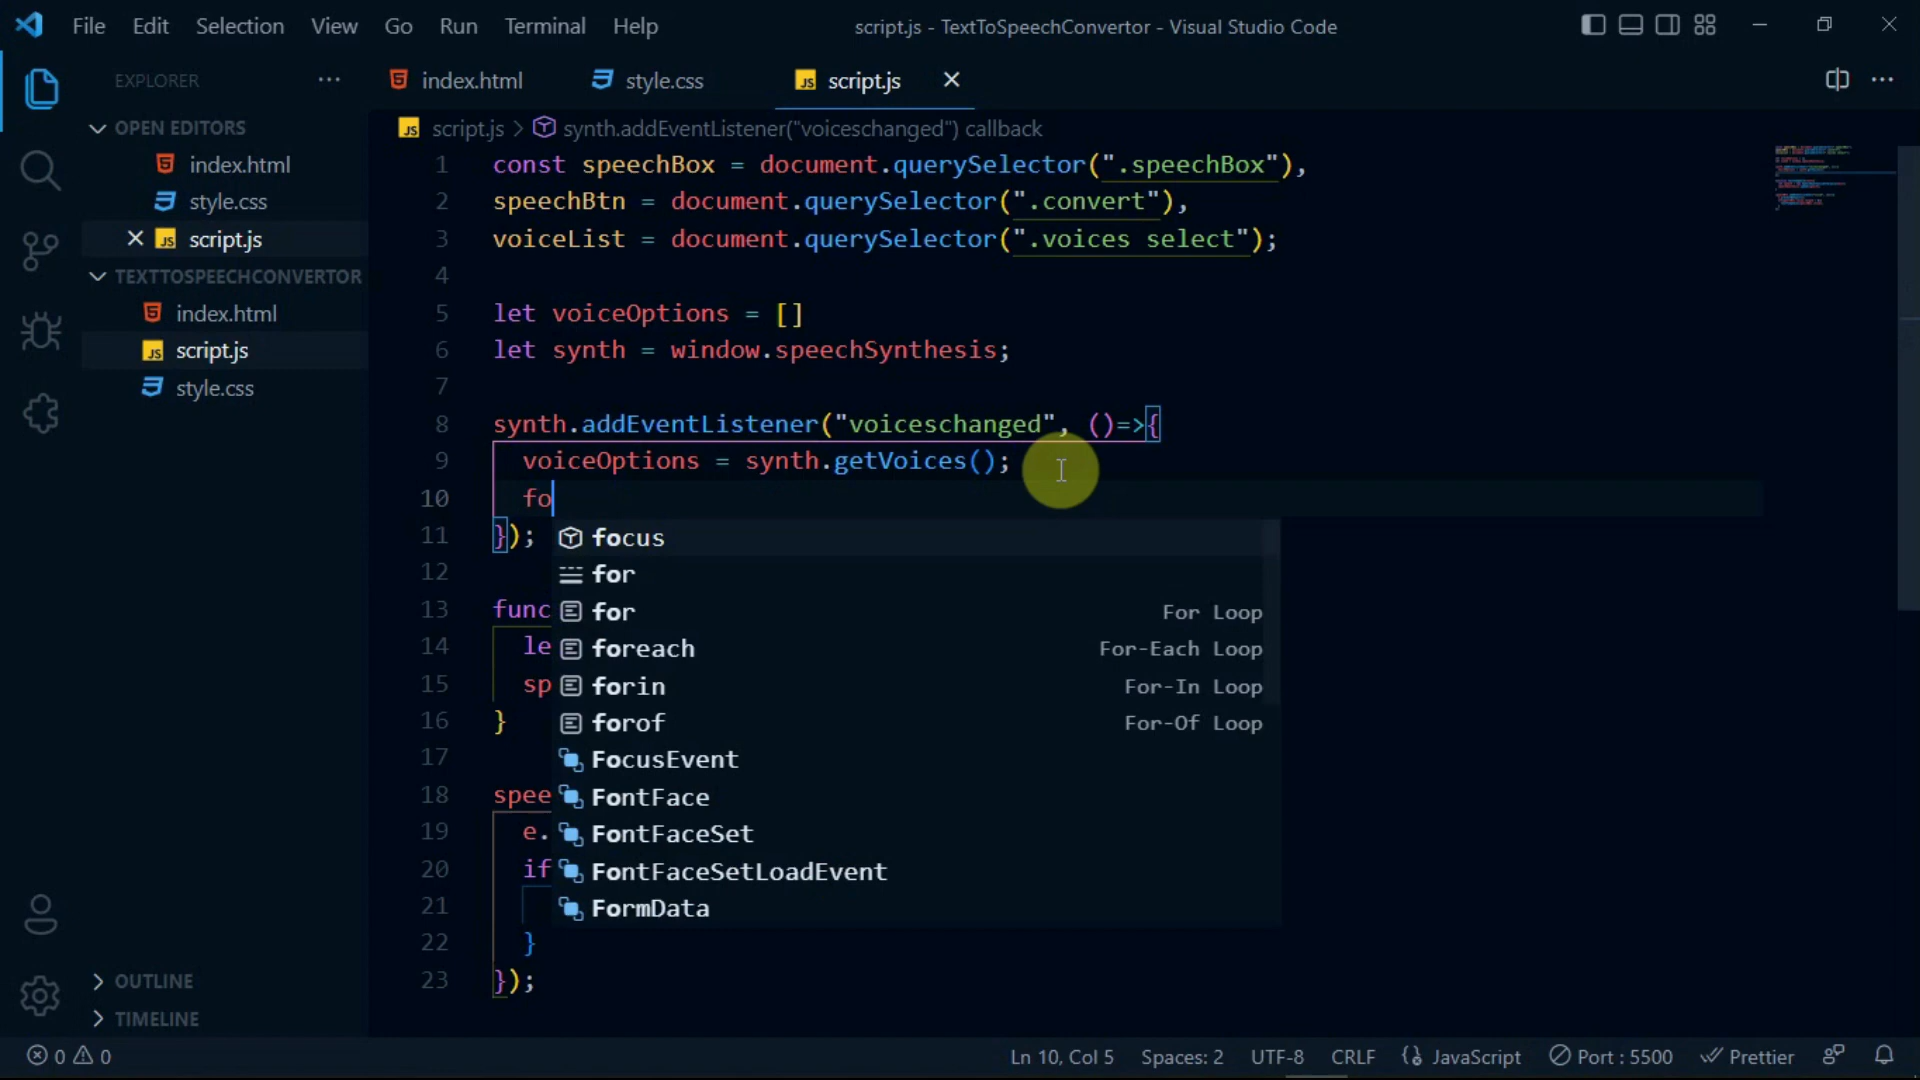 File Edit Selection View Go Run Terminal Help script.js - TextToSpeechConvertor - Visual Studio Code
EXPLORER
index.html style.css script.js
OPEN EDITORS
index.html
style.css
script.js
TEXTTOSPEECHCONVERTOR
index.html
script.js
style.css
OUTLINE
TIMELINE
script.js > synth.addEventListener("voiceschanged") callback
1 const speechBox = document.querySelector(".speechBox"),
2 speechBtn = document.querySelector(".convert"),
3 voiceList = document.querySelector(".voices select");
4
5 let voiceOptions = []
6 let synth = window.speechSynthesis;
7
8 synth.addEventListener("voiceschanged", ()=>{
9 voiceOptions = synth.getVoices();
10 fo
11 });
12
13 func
14 le
15 sp
16 }
17
18 spee
19 e.
20 if
21
22 }
23 });
focus
for
for For Loop
foreach For-Each Loop
forin For-In Loop
forof For-Of Loop
FocusEvent
FontFace
FontFaceSet
FontFaceSetLoadEvent
FormData
0 0 Ln 10, Col 5 Spaces: 2 UTF-8 CRLF {} JavaScript Port : 5500 Prettier